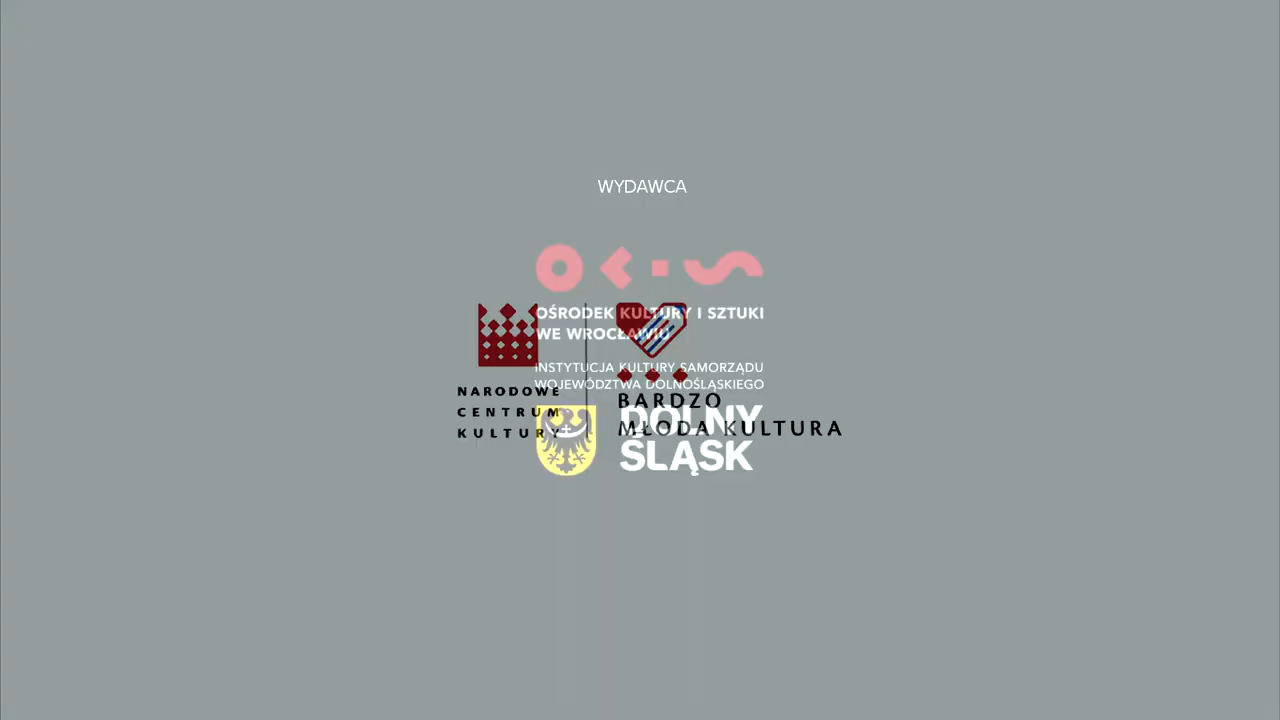 WYDAWCA
OŚRODEK KULTURY I SZTUKI
WE WROCŁAWIU
INSTYTUCJA KULTURY SAMORZĄDU
WOJEWÓDZTWA DOLNOŚLĄSKIEGO
DOLNY
ŚLĄSK
NARODOWE
CENTRUM
KULTURY
BARDZO
MŁODA KULTURA